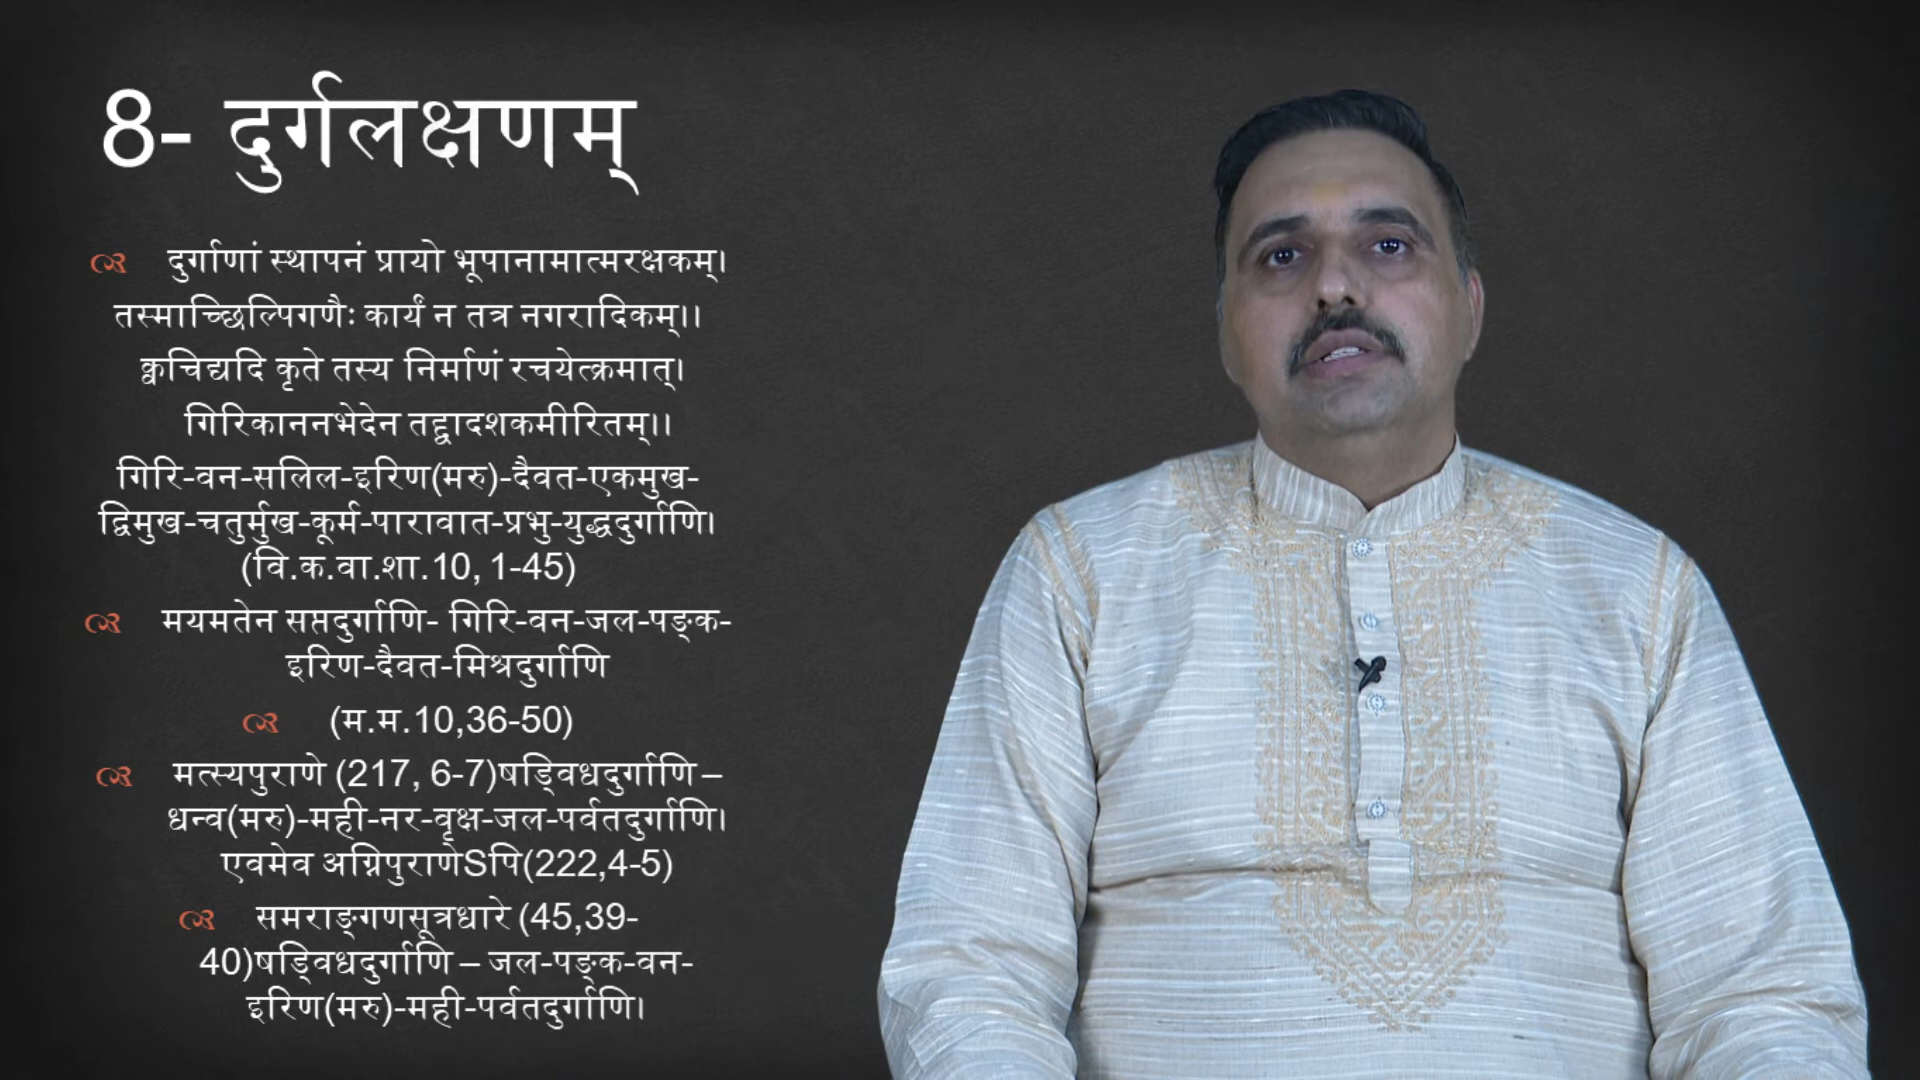 8- दुर्गलक्षणम्
दुर्गाणां स्थापनं प्रायो भूपानामात्मरक्षकम्।
तस्माच्छिल्पिगणैः कार्यं न तत्र नगरादिकम्।।
क्वचिद्यदि कृते तस्य निर्माणं रचयेत्क्रमात्।
गिरिकाननभेदेन तद्द्वादशकमीरितम्।।
गिरि-वन-सलिल-इरिण(मरु)-दैवत-एकमुख-
द्विमुख-चतुर्मुख-कूर्म-पारावात-प्रभु-युद्धदुर्गाणि।
(वि.क.वा.शा.10, 1-45)
मयमतेन सप्तदुर्गाणि- गिरि-वन-जल-पङ्क-
इरिण-दैवत-मिश्रदुर्गाणि
(म.म.10,36-50)
मत्स्यपुराणे (217, 6-7)षड्विधदुर्गाणि –
धन्व(मरु)-मही-नर-वृक्ष-जल-पर्वतदुर्गाणि।
एवमेव अग्निपुराणेSपि(222,4-5)
समराङ्गणसूत्रधारे (45,39-
40)षड्विधदुर्गाणि – जल-पङ्क-वन-
इरिण(मरु)-मही-पर्वतदुर्गाणि।